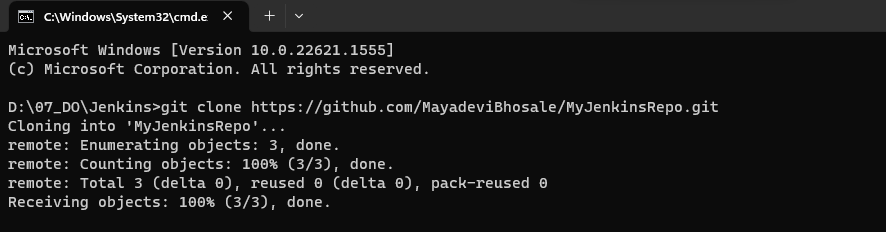 C:\Windows\System32\cmd.e
Microsoft Windows [Version 10.0.22621.1555]
(c) Microsoft Corporation. All rights reserved.
D:\07_DO\Jenkins>git clone https://github.com/MayadeviBhosale/MyJenkinsRepo.git
Cloning into 'MyJenkinsRepo'...
remote: Enumerating objects: 3, done.
remote: Counting objects: 100% (3/3), done.
remote: Total 3 (delta 0), reused 0 (delta 0), pack-reused 0
Receiving objects: 100% (3/3), done.